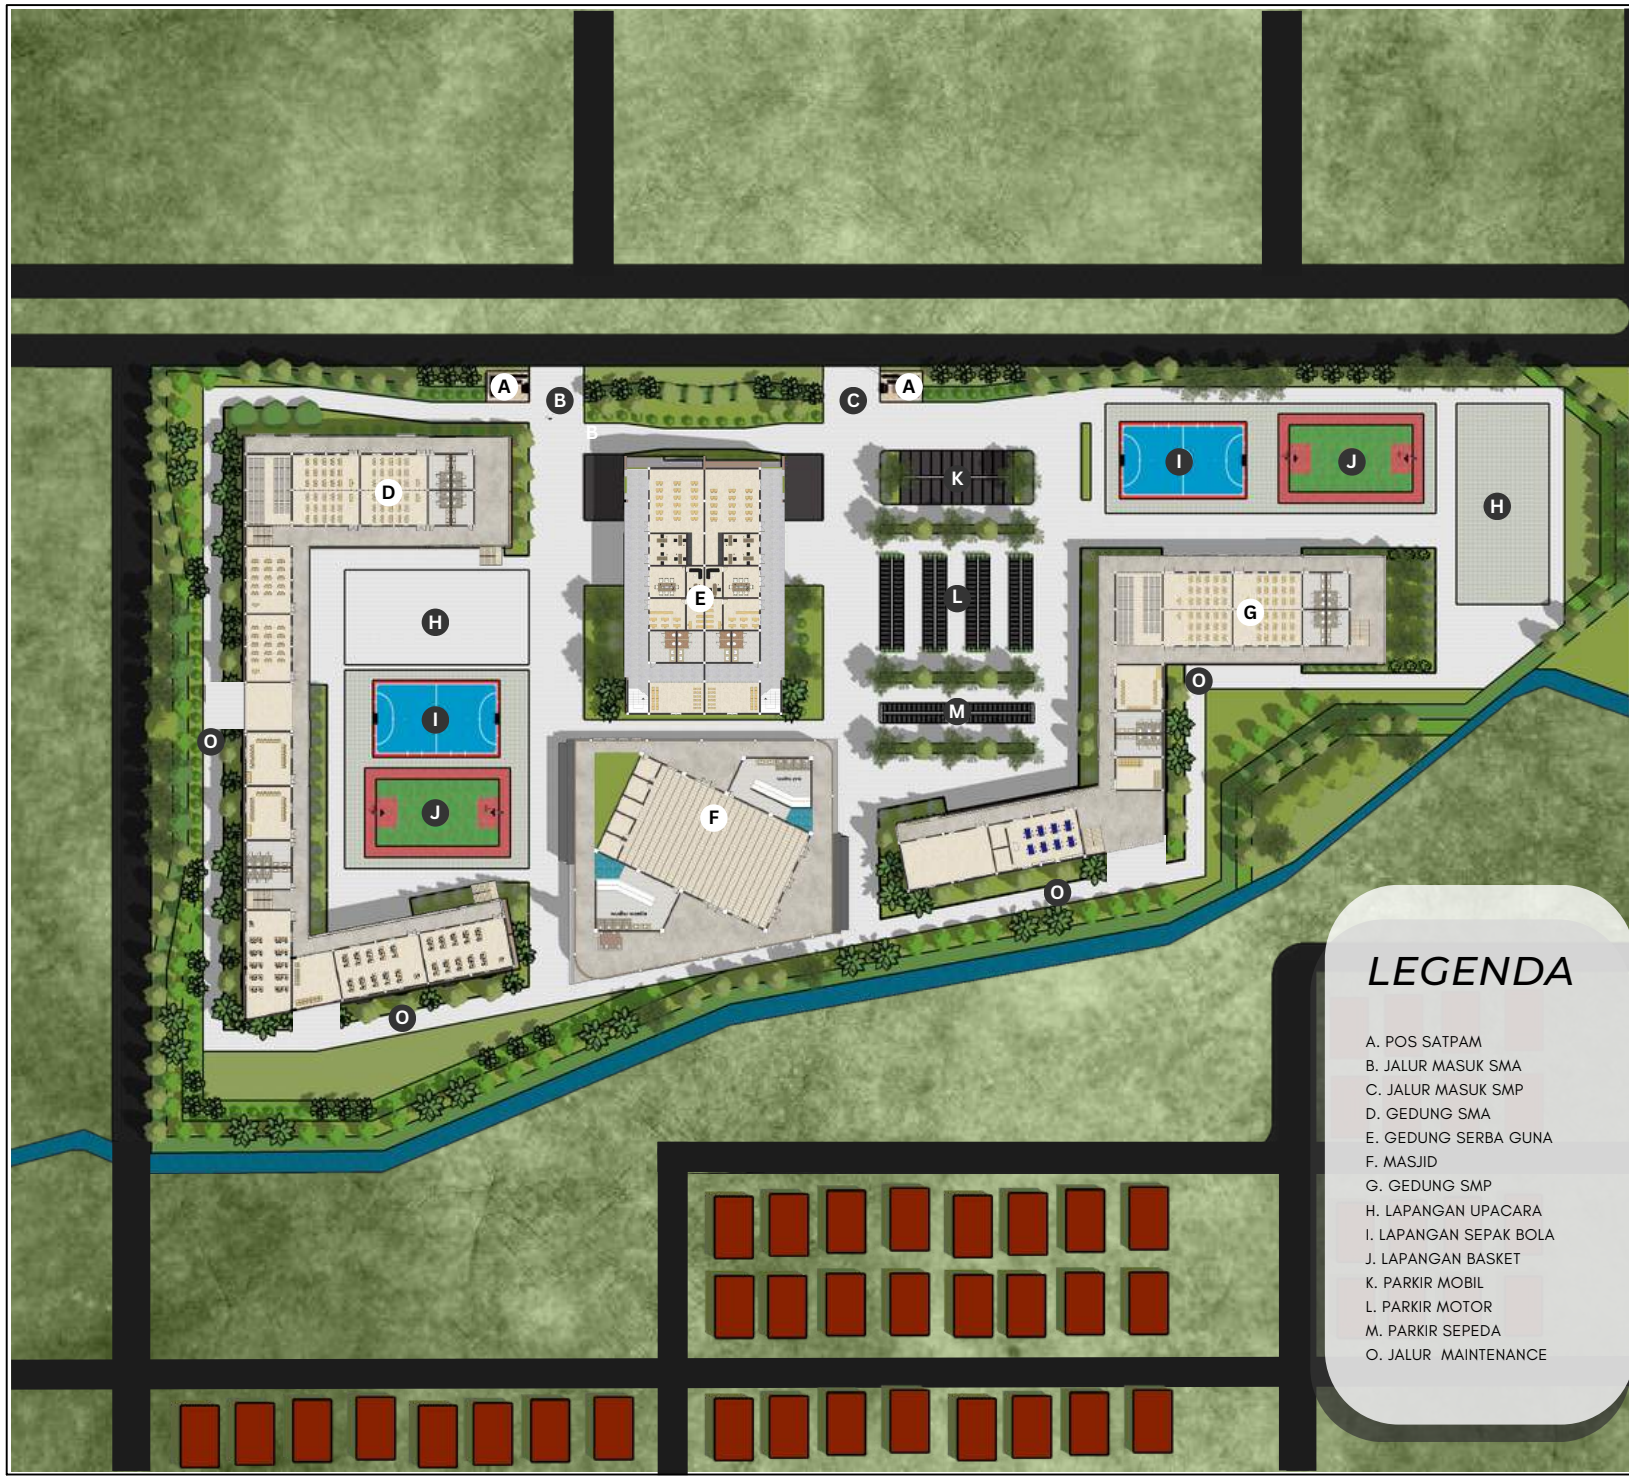 A
A
B
C
B
K
I
J
H
D
L
E
G
H
O
M
I
O
F
J
O
O
LEGENDA
A. POS SATPAM
B. JALUR MASUK SMA
C. JALUR MASUK SMP
D. GEDUNG SMA
E. GEDUNG SERBA GUNA
F. MASJID
G. GEDUNG SMP
H. LAPANGAN UPACARA
I. LAPANGAN SEPAK BOLA
J. LAPANGAN BASKET
K. PARKIR MOBIL
L. PARKIR MOTOR
M. PARKIR SEPEDA
O. JALUR MAINTENANCE